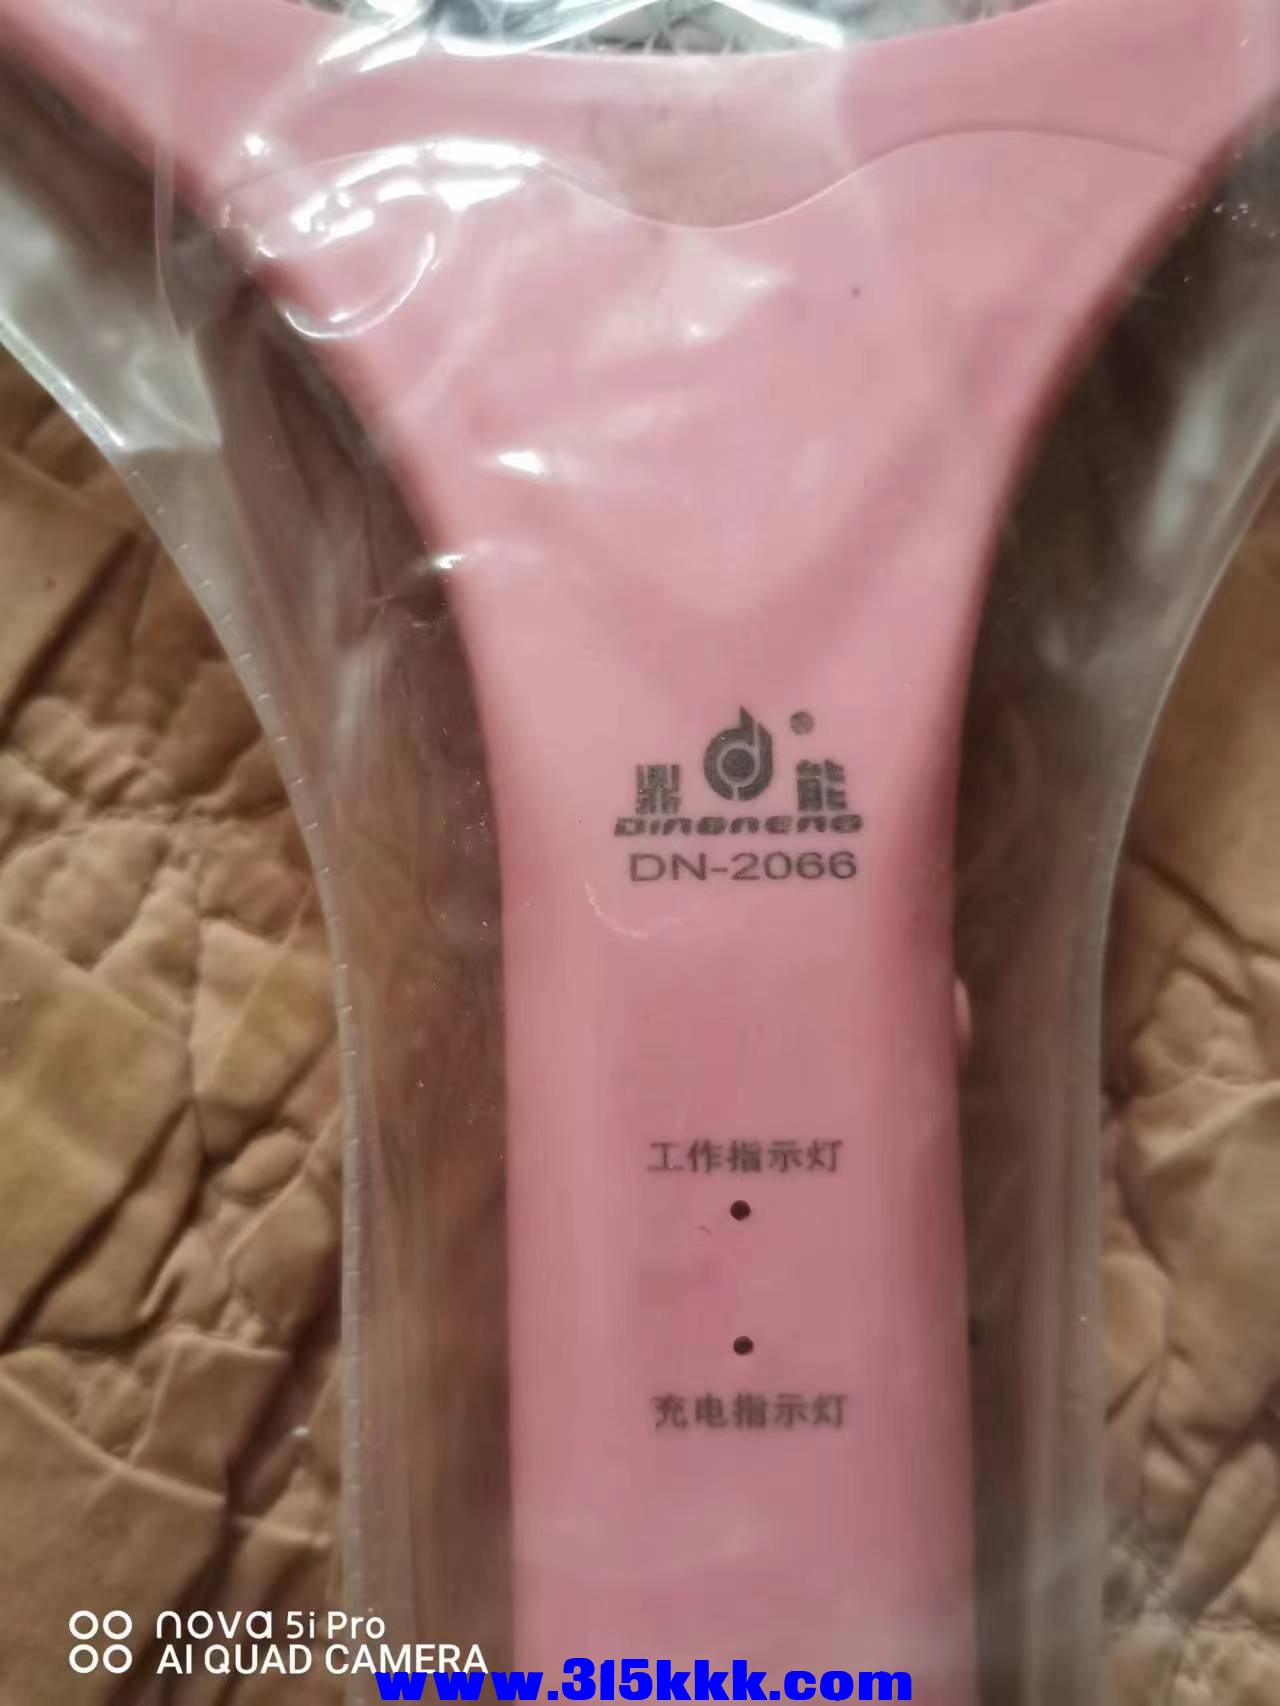 鼎 d ® 能
DINGNENG
DN-2066
工作指示灯
充电指示灯
nova 5i Pro
AI QUAD CAMERA
www.315kkk.com